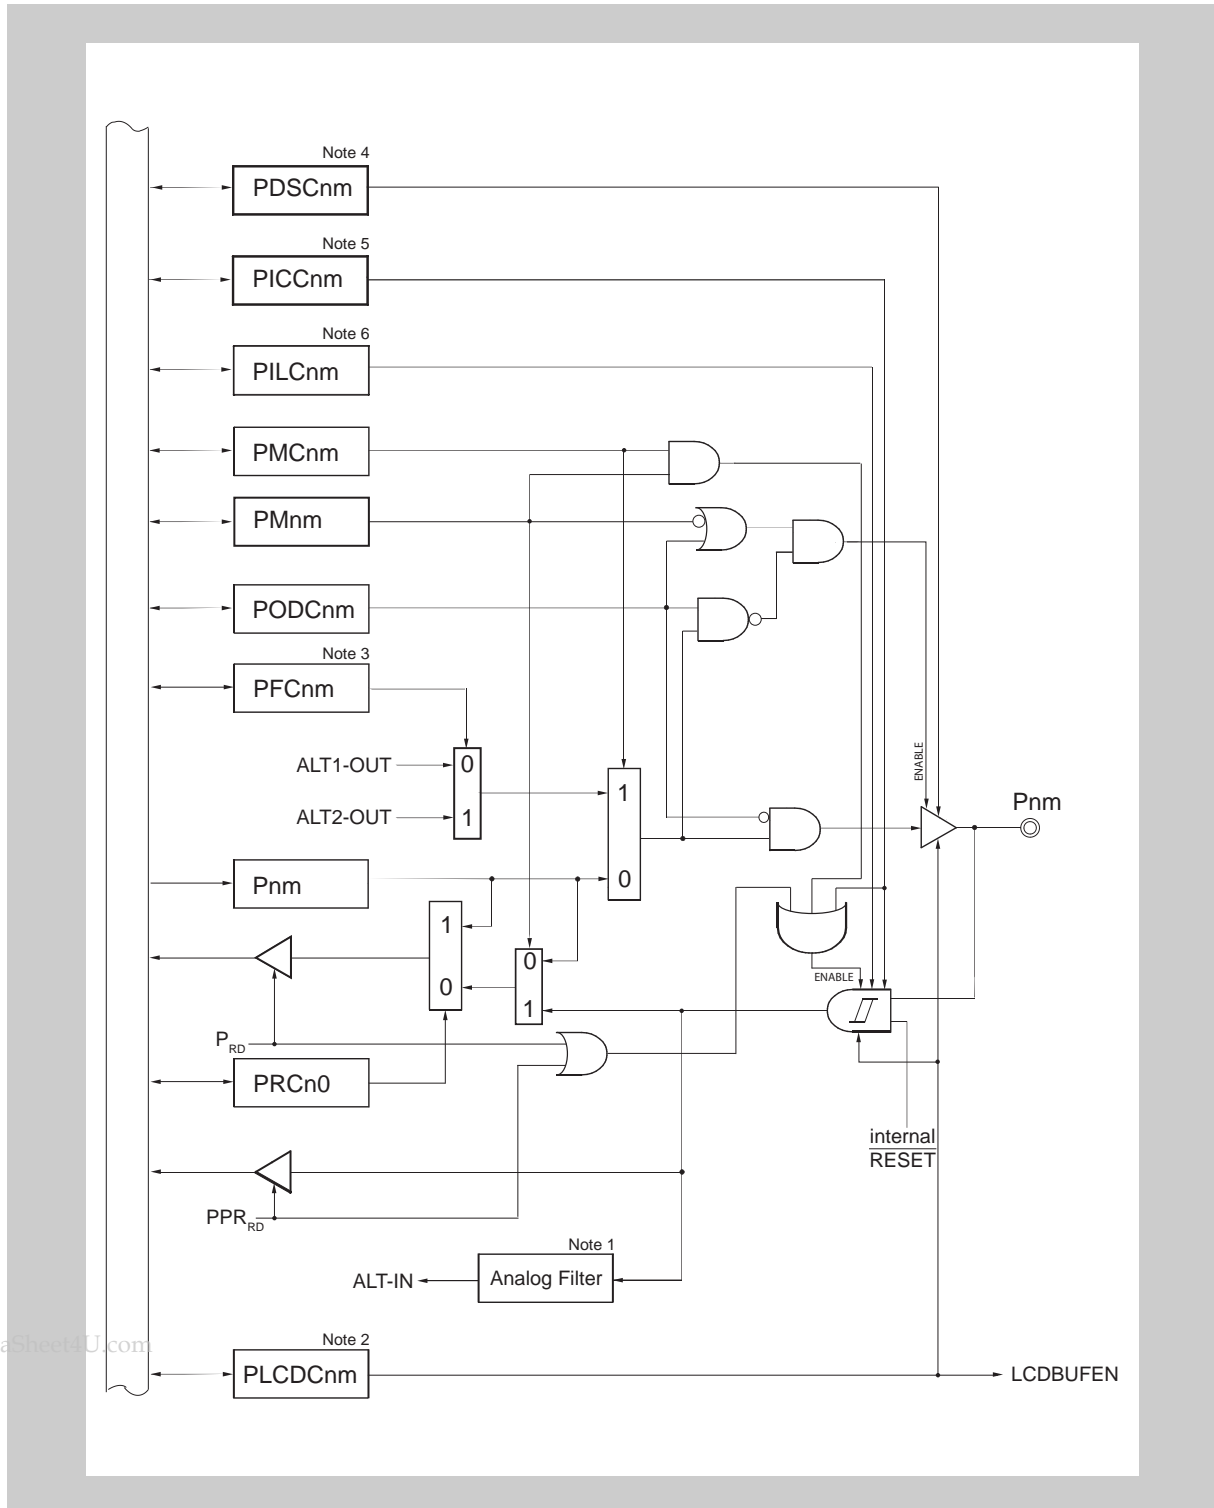 Note 4
PDSCnm
Note 5
PICCnm
Note 6
PILCnm
PMCnm
PMnm
PODCnm
Note 3
PFCnm
ENABLE
ALT1-OUT
0
ALT2-OUT
1
1
0
Pnm
Pnm
1
0
0
1
ENABLE
PRD
PRCn0
internal
RESET
PPRRD
Note 1
ALT-IN
Analog Filter
aSheet4U.com
Note 2
PLCDCnm
LCDBUFEN